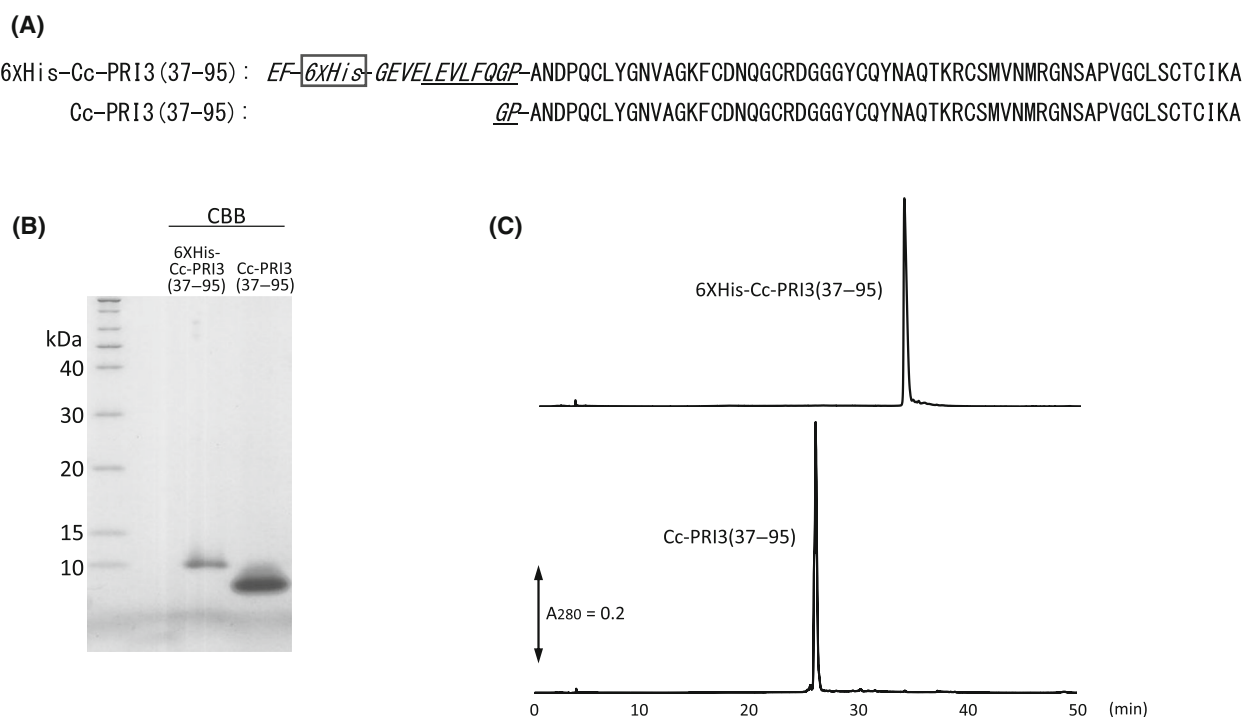 (A)
6XHis-Cc-PRI3(37-95): EF-6XHis-GEVELEVLFQGP-ANDPQCLYGNVAGKFCDNQGCRDGGGYCQYNAQTKRCSMVNMRGNSAPVGCLSCTCIKA
Cc-PRI3(37-95): GP-ANDPQCLYGNVAGKFCDNQGCRDGGGYCQYNAQTKRCSMVNMRGNSAPVGCLSCTCIKA
(B)
CBB
6XHis-
Cc-PRI3
(37–95)
Cc-PRI3
(37–95)
kDa
40
30
20
15
10
(C)
6XHis-Cc-PRI3(37–95)
Cc-PRI3(37–95)
A280 = 0.2
0 10 20 30 40 50 (min)